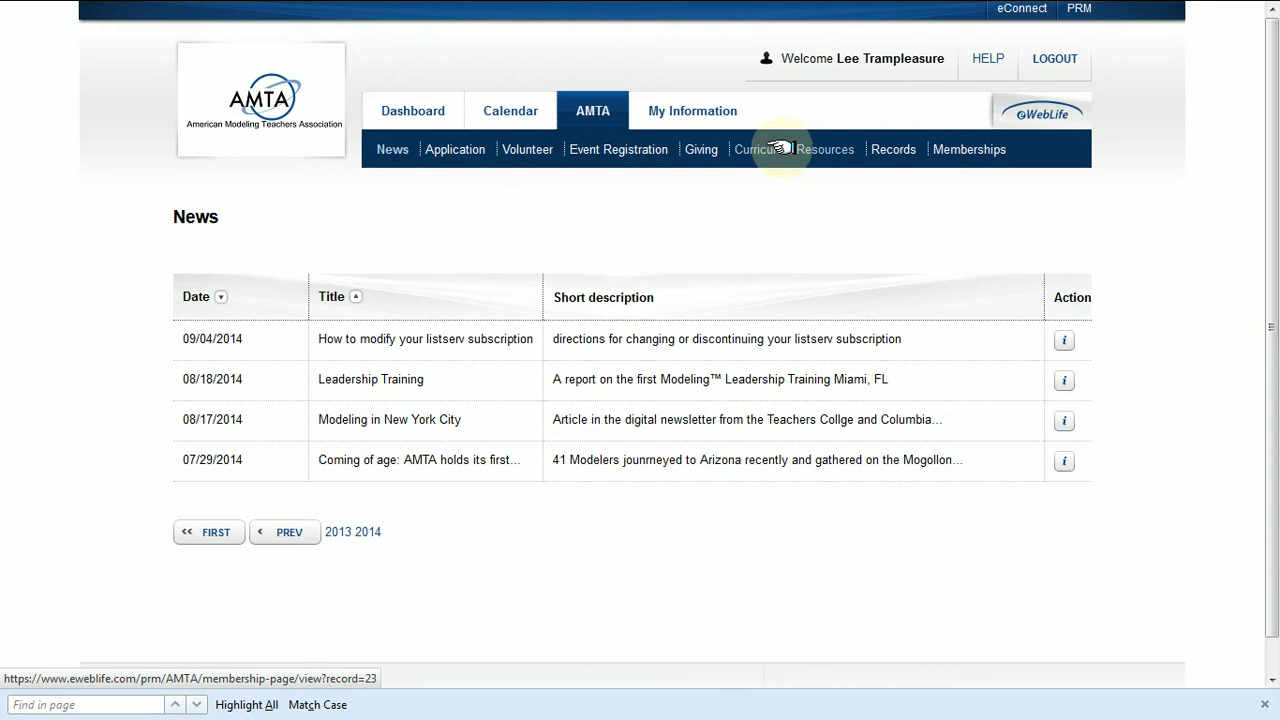 eConnect PRM
Welcome Lee Trampleasure HELP LOGOUT
AMTA
American Modeling Teachers Association
Dashboard Calendar AMTA My Information eWebLife
News Application Volunteer Event Registration Giving Resources Records Memberships
News
Date Title Short description Action
09/04/2014 How to modify your listserv subscription directions for changing or discontinuing your listserv subscription i
08/18/2014 Leadership Training A report on the first Modeling™ Leadership Training Miami, FL i
08/17/2014 Modeling in New York City Article in the digital newsletter from the Teachers Collge and Columbia... i
07/29/2014 Coming of age: AMTA holds its first... 41 Modelers jounrneyed to Arizona recently and gathered on the Mogollon... i
<< FIRST < PREV 2013 2014
https://www.eweblife.com/prm/AMTA/membership-page/view?record=23
Find in page Highlight All Match Case x